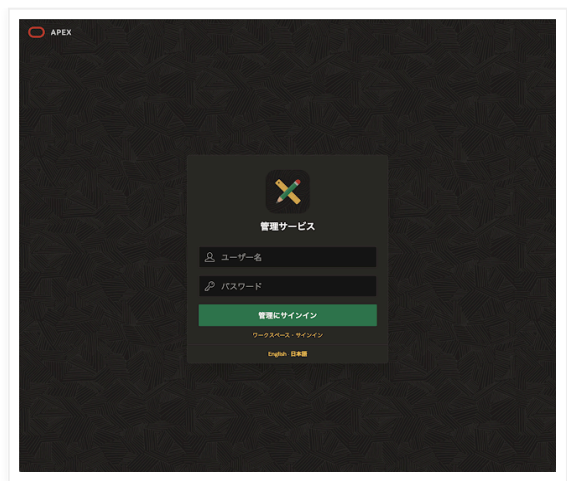 APEX
管理サービス
ユーザー名
パスワード
管理にサインイン
ワークスペース・サインイン
English · 日本語